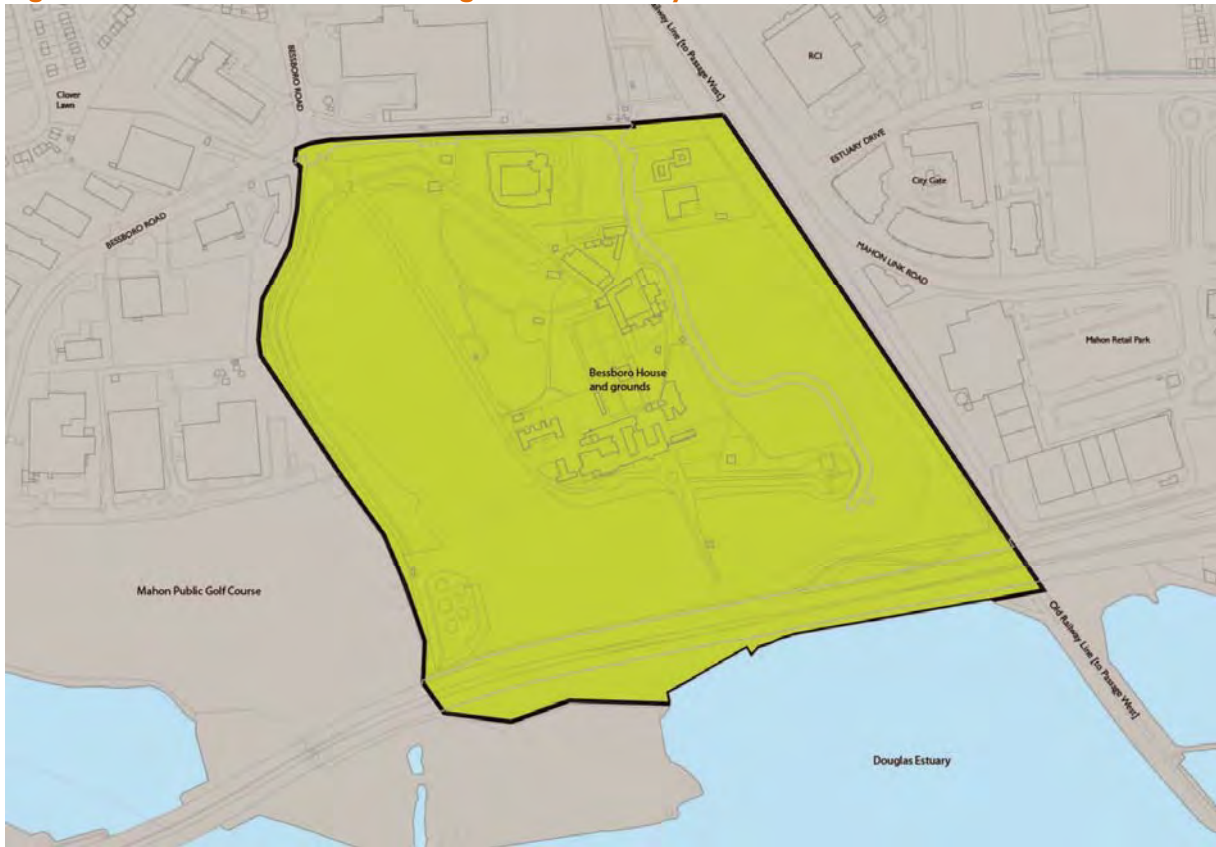 BESSBORO ROAD
Railway Line [to Passage West]
RCI
Clover
Lawn
ESTUARY DRIVE
City Gate
BESSBORO ROAD
MAHON LINK ROAD
Mahon Retail Park
Bessboro House
and grounds
Mahon Public Golf Course
Old Railway Line [to Passage West]
Douglas Estuary